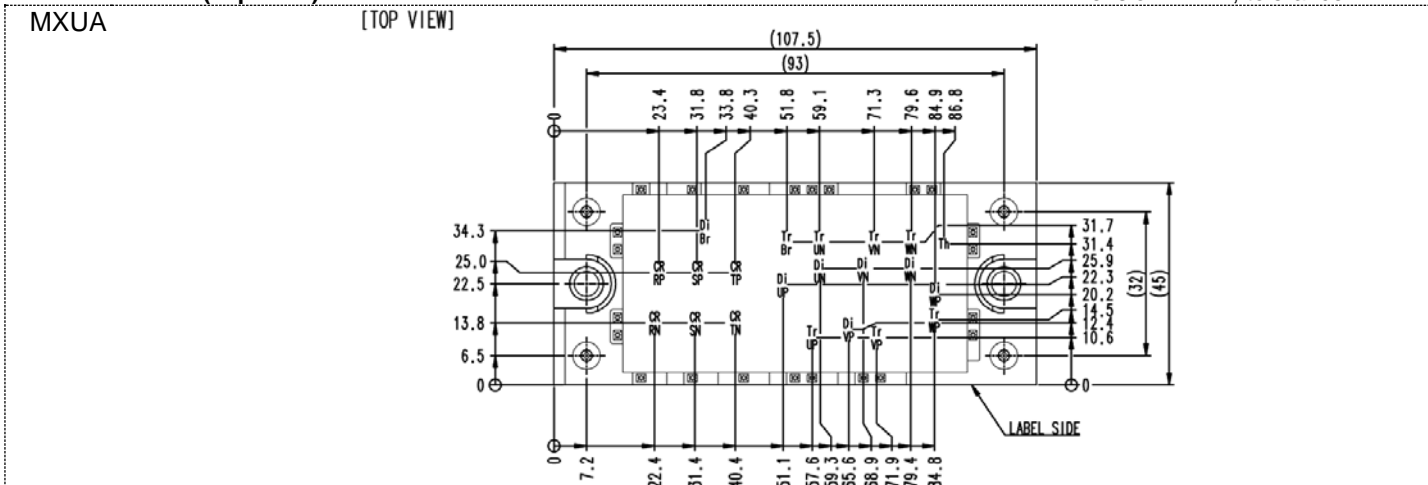 MXUA
[TOP VIEW]
(107.5)
(93)
0
23.4
31.8
33.8
40.3
51.8
59.1
71.3
79.6
84.9
86.8
34.3
25.0
22.5
13.8
6.5
0
Di
Br
Tr
Br
Tr
UN
Tr
VN
Tr
WN
Th
CR
RP
CR
SP
CR
TP
Di
UP
Di
UN
Di
VN
Di
WN
Di
WP
CR
RN
CR
SN
CR
TN
Tr
UP
Di
VP
Tr
VP
Tr
WP
31.7
31.4
25.9
22.3
20.2
14.5
12.4
10.6
0
(32)
(45)
LABEL SIDE
0
7.2
22.4
31.4
40.4
51.1
57.6
59.3
65.6
68.9
71.9
79.4
84.8